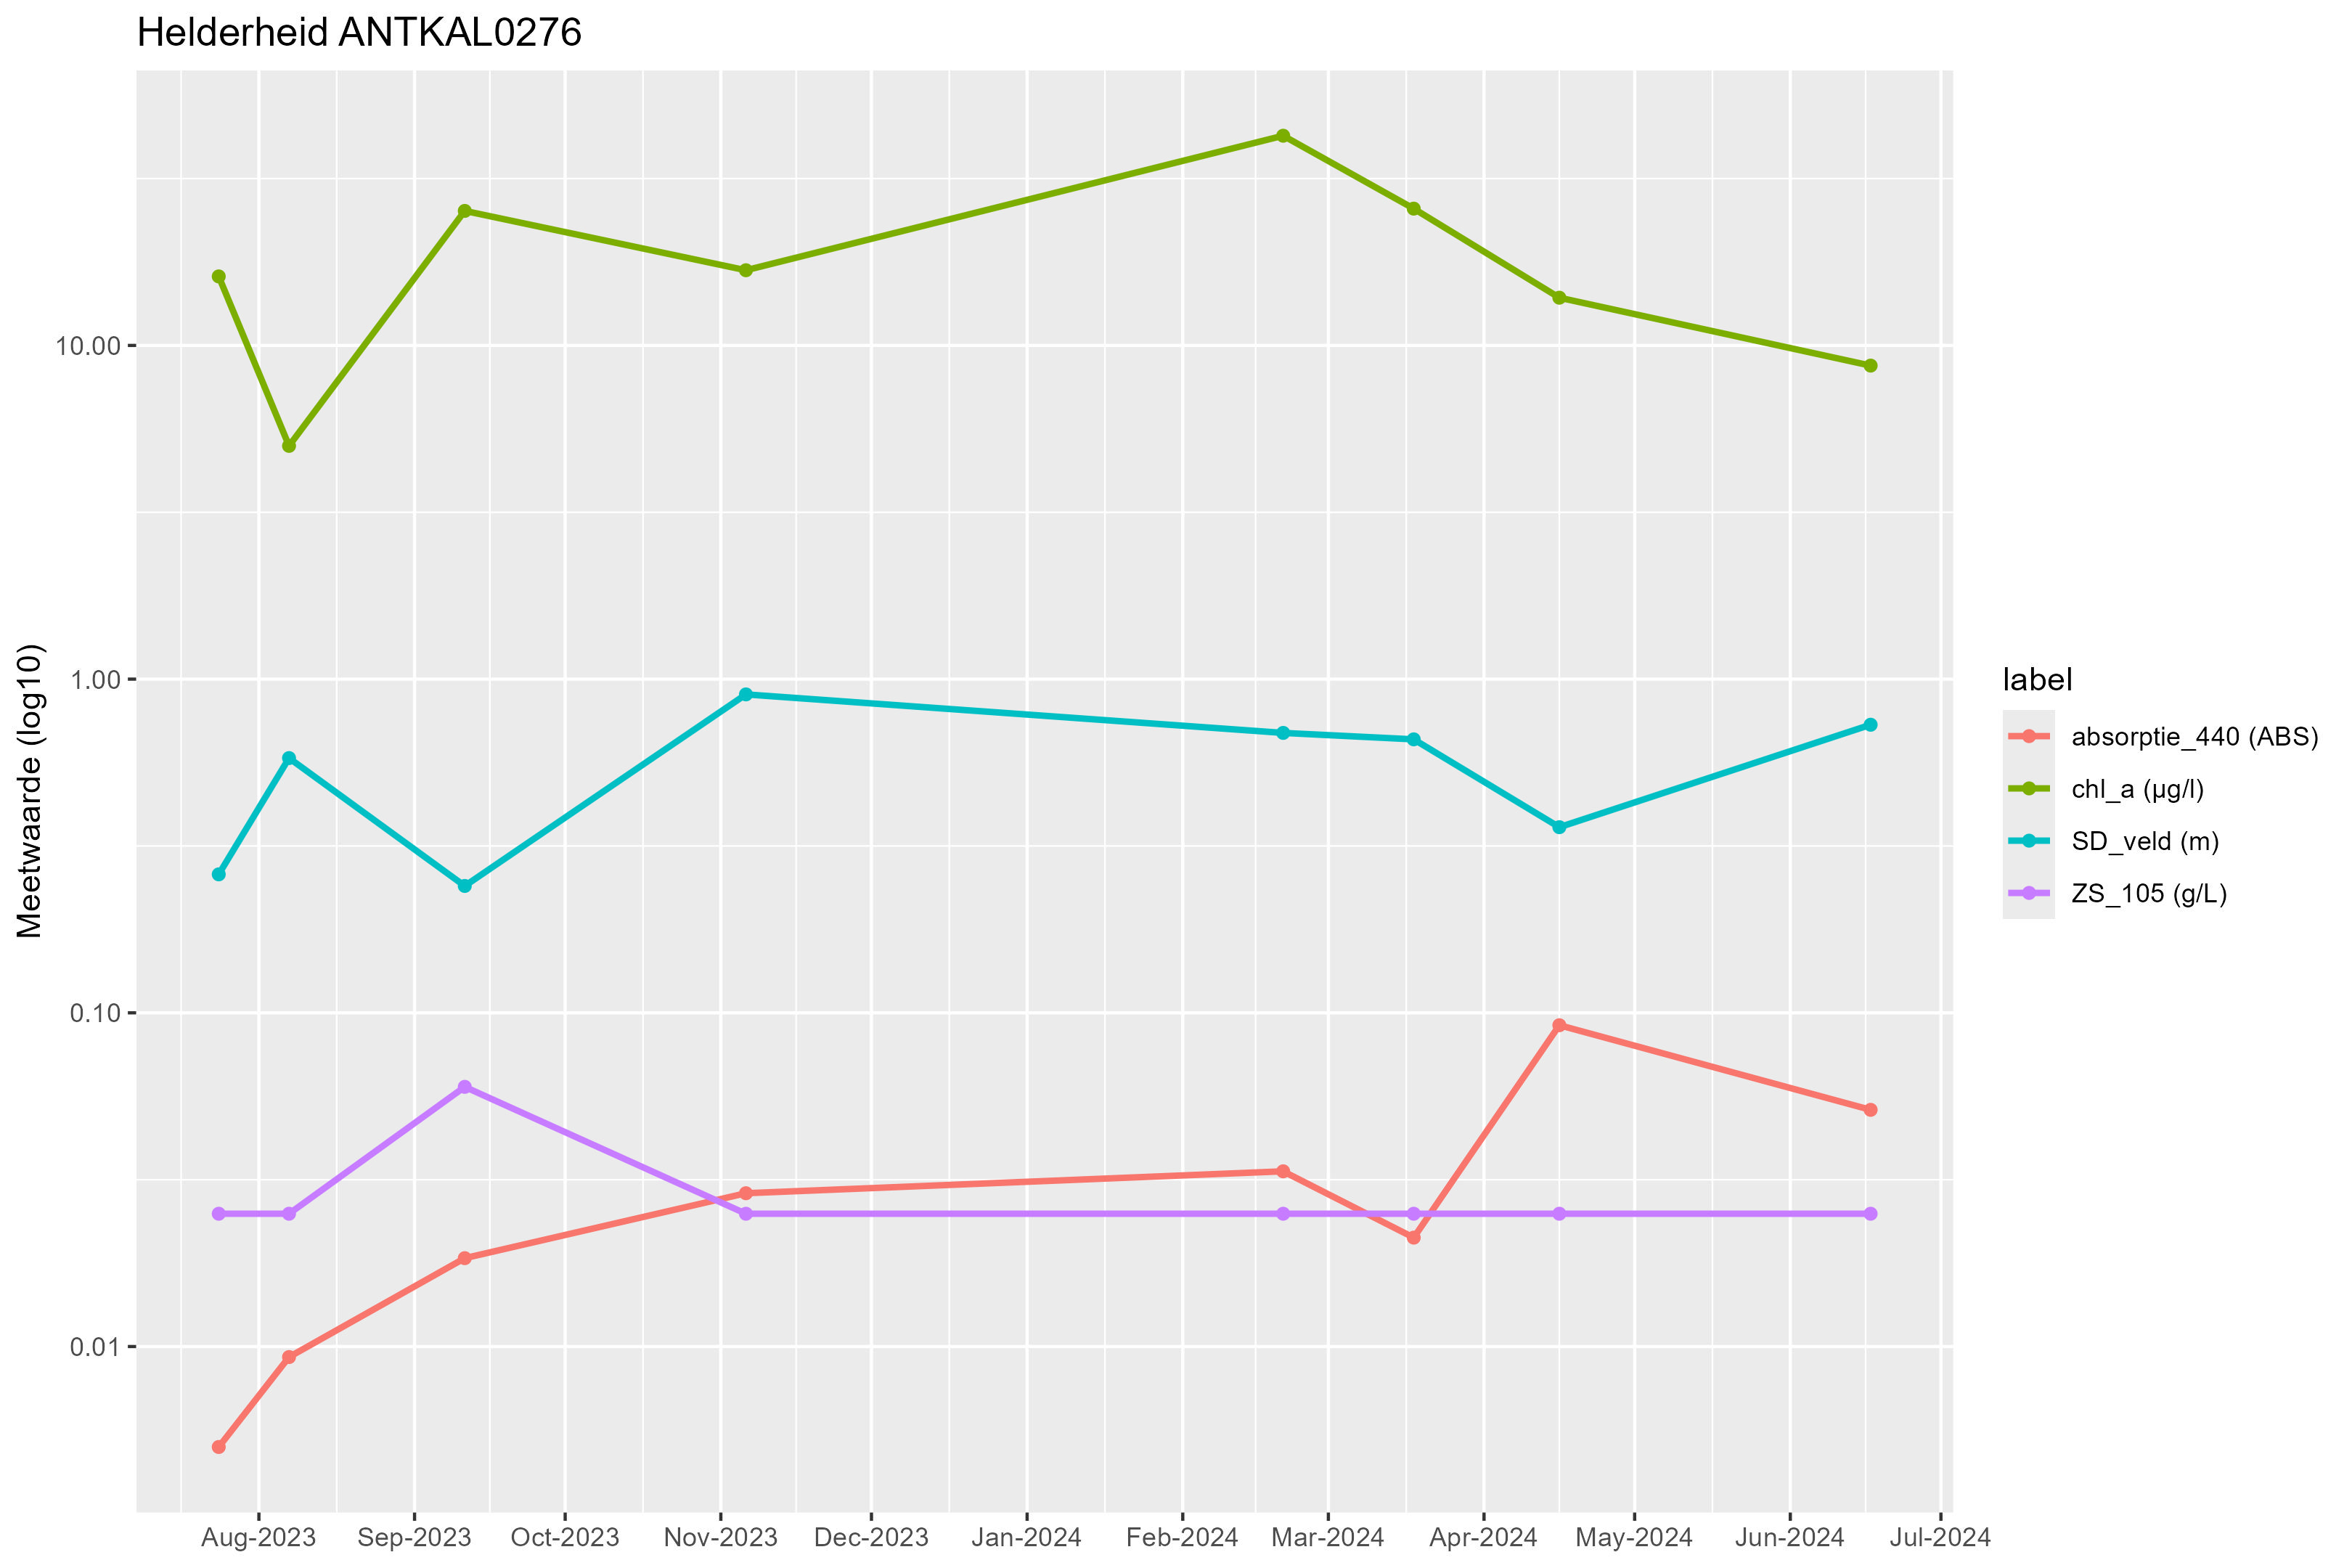 Helderheid ANTKAL0276
Meetwaarde (log10)
10.00
1.00
0.10
0.01
Aug-2023 Sep-2023 Oct-2023 Nov-2023 Dec-2023 Jan-2024 Feb-2024 Mar-2024 Apr-2024 May-2024 Jun-2024 Jul-2024
label
absorptie_440 (ABS)
chl_a (µg/l)
SD_veld (m)
ZS_105 (g/L)